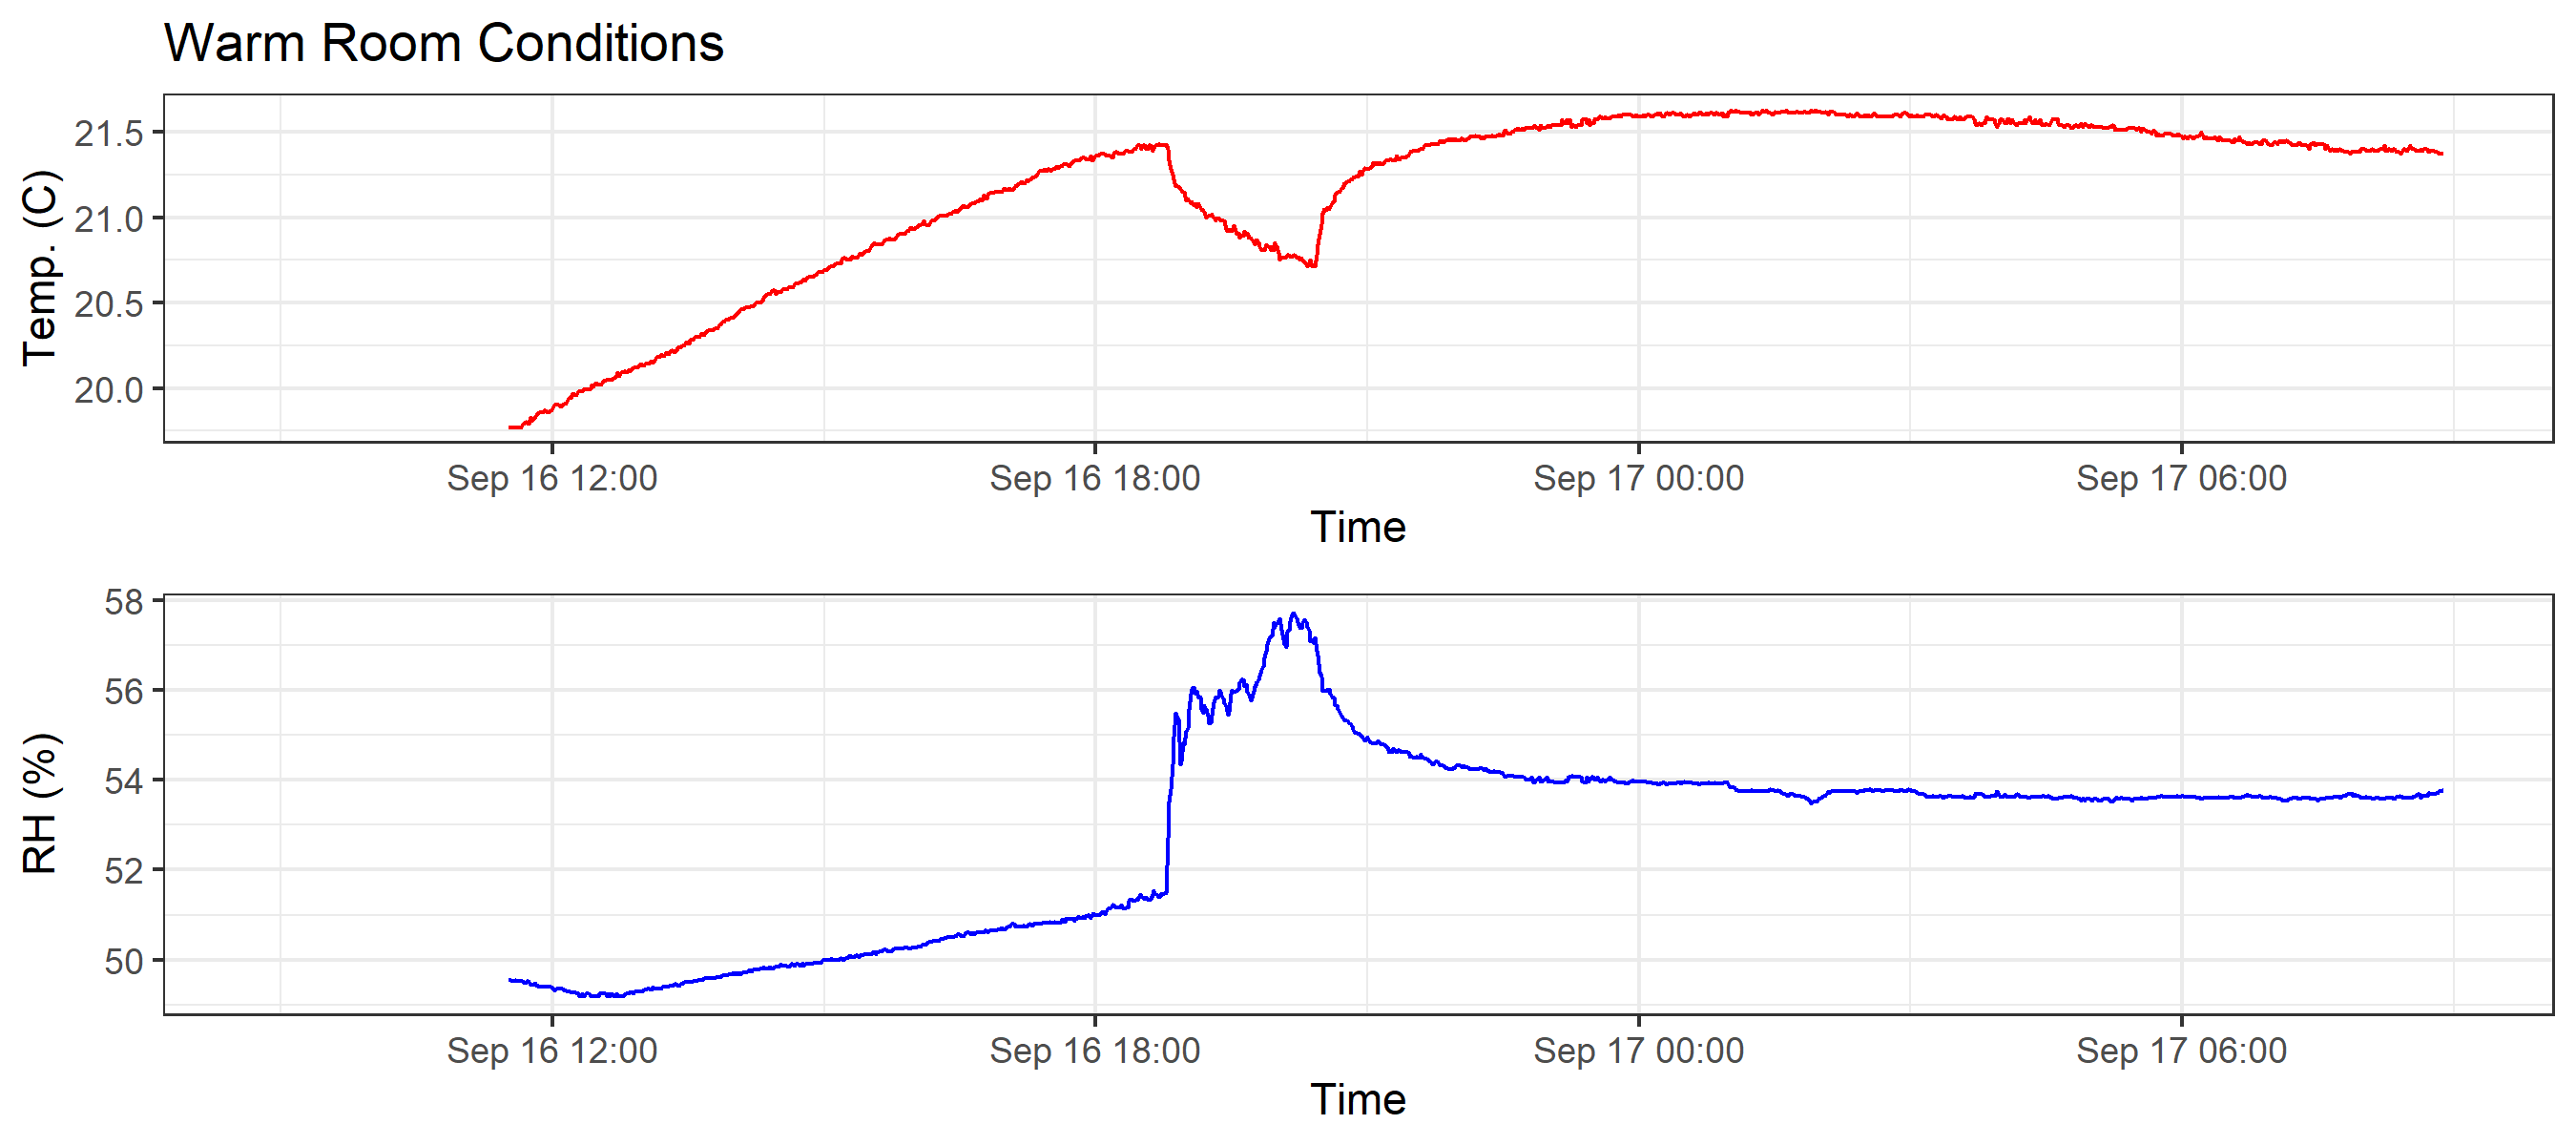 Warm Room Conditions
Temp. (C)
21.5
21.0
20.5
20.0
Sep 16 12:00 Sep 16 18:00 Sep 17 00:00 Sep 17 06:00
Time
RH (%)
58
56
54
52
50
Sep 16 12:00 Sep 16 18:00 Sep 17 00:00 Sep 17 06:00
Time